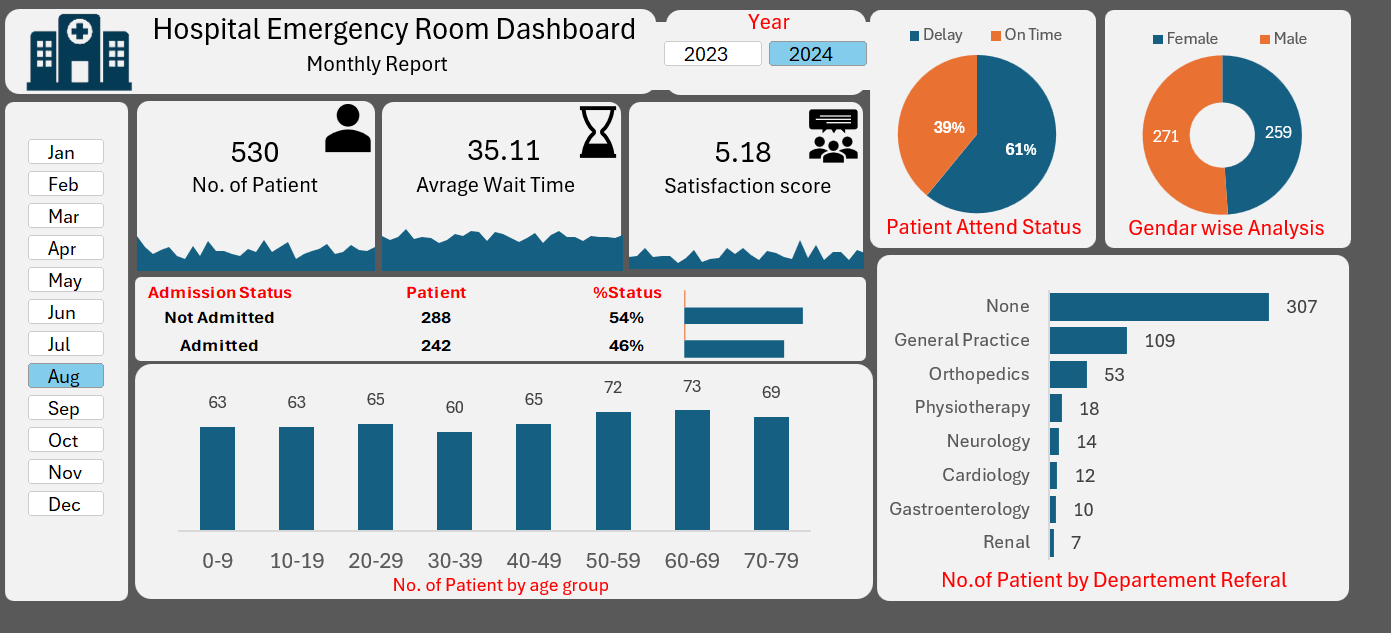 Hospital Emergency Room Dashboard
Monthly Report
Year
2023 2024
Jan
Feb
Mar
Apr
May
Jun
Jul
Aug
Sep
Oct
Nov
Dec
530
No. of Patient
35.11
Avrage Wait Time
5.18
Satisfaction score
Delay On Time
39%
61%
Patient Attend Status
Female Male
271 259
Gendar wise Analysis
Admission Status Patient %Status
Not Admitted 288 54%
Admitted 242 46%
63 63 65 60 65 72 73 69
0-9 10-19 20-29 30-39 40-49 50-59 60-69 70-79
No. of Patient by age group
None 307
General Practice 109
Orthopedics 53
Physiotherapy 18
Neurology 14
Cardiology 12
Gastroenterology 10
Renal 7
No.of Patient by Departement Referal